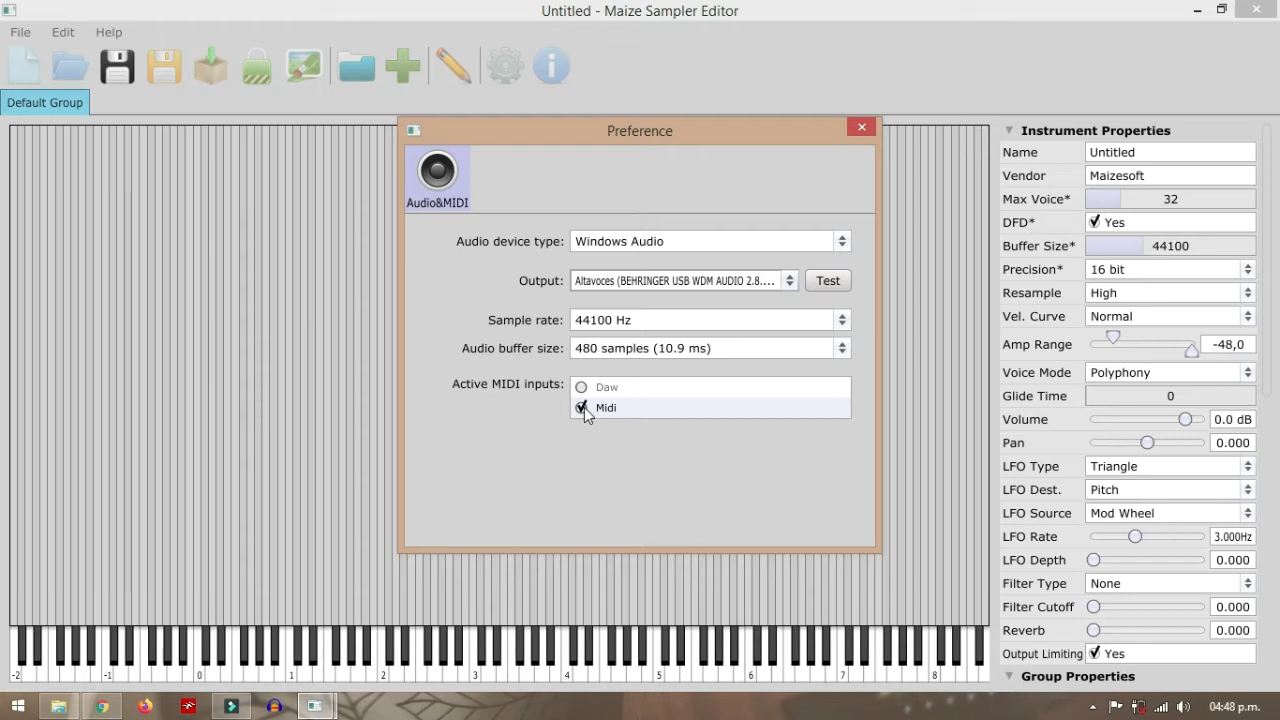 Untitled - Maize Sampler Editor
File Edit Help
Default Group
Preference
Audio&MIDI
Audio device type: Windows Audio
Output: Altavoces (BEHRINGER USB WDM AUDIO 2.8.... Test
Sample rate: 44100 Hz
Audio buffer size: 480 samples (10.9 ms)
Active MIDI inputs: Daw
Midi
Instrument Properties
Name Untitled
Vendor Maizesoft
Max Voice* 32
DFD* Yes
Buffer Size* 44100
Precision* 16 bit
Resample High
Vel. Curve Normal
Amp Range -48,0
Voice Mode Polyphony
Glide Time 0
Volume 0.0 dB
Pan 0.000
LFO Type Triangle
LFO Dest. Pitch
LFO Source Mod Wheel
LFO Rate 3.000Hz
LFO Depth 0.000
Filter Type None
Filter Cutoff 0.000
Reverb 0.000
Output Limiting Yes
Group Properties
-2 -1 0 1 2 3 4 5 6 7 8
04:48 p.m.